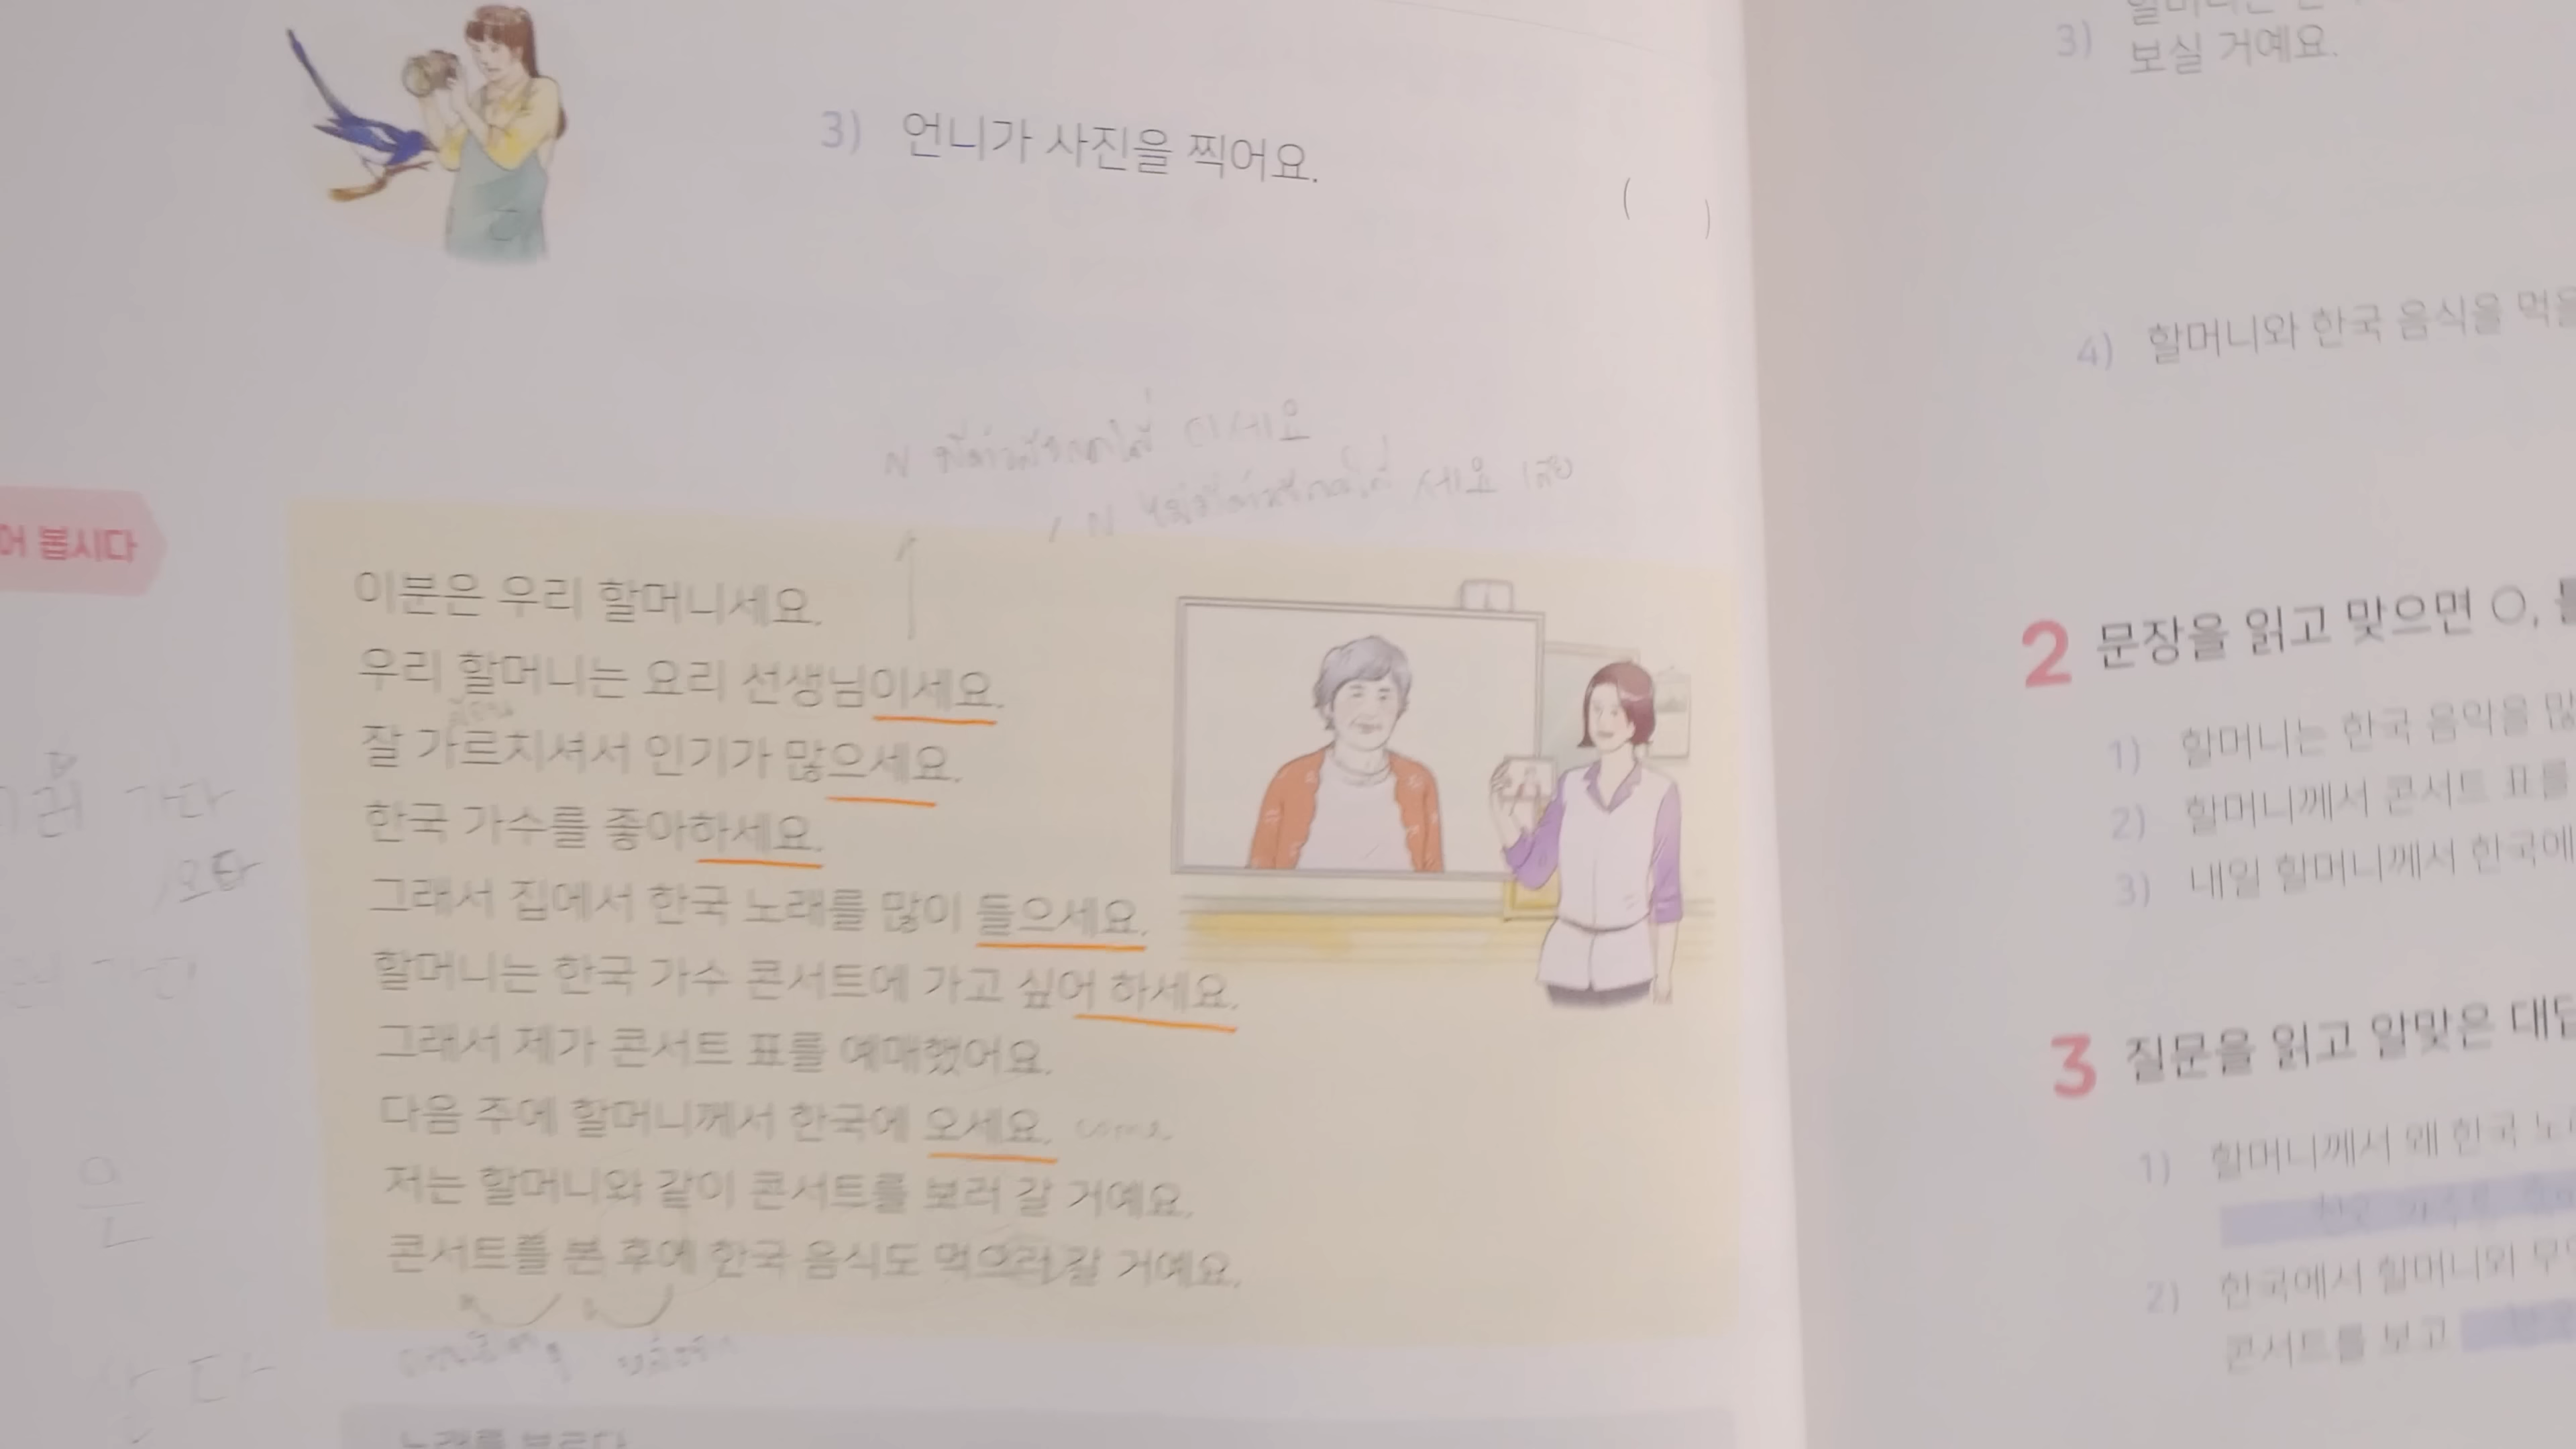 3) 언니가 사진을 찍어요.
( )
이세요
세요
어 봅시다
이분은 우리 할머니세요.
우리 할머니는 요리 선생님이세요.
잘 가르치셔서 인기가 많으세요.
한국 가수를 좋아하세요.
그래서 집에서 한국 노래를 많이 들으세요.
할머니는 한국 가수 콘서트에 가고 싶어 하세요.
그래서 제가 콘서트 표를 예매했어요.
다음 주에 할머니께서 한국에 오세요. come
저는 할머니와 같이 콘서트를 보러 갈 거예요.
콘서트를 본 후에 한국 음식도 먹으러 갈 거예요.
가다
/오다
은
3)
보실 거예요.
4) 할머니와 한국 음식을
2 문장을 읽고 맞으면 ○,
1) 할머니는 한국 음악을
2) 할머니께서 콘서트 표를
3) 내일 할머니께서 한국에
3 질문을 읽고 알맞은
1) 할머니께서 왜 한국
2) 한국에서 할머니와
콘서트를 보고